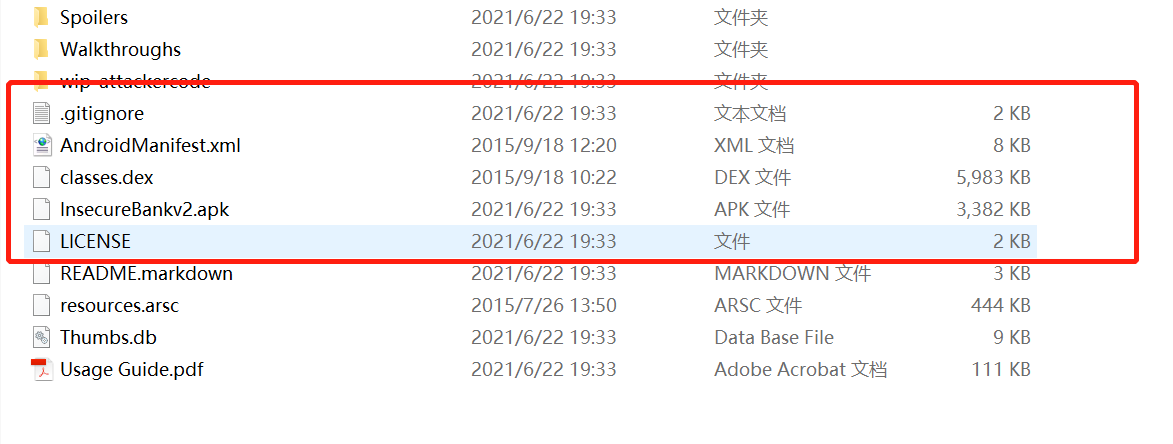 Spoilers 2021/6/22 19:33 文件夹
Walkthroughs 2021/6/22 19:33 文件夹
wip-attackercode 2021/6/22 19:33 文件夹
.gitignore 2021/6/22 19:33 文本文档 2 KB
AndroidManifest.xml 2015/9/18 12:20 XML 文档 8 KB
classes.dex 2015/9/18 10:22 DEX 文件 5,983 KB
InsecureBankv2.apk 2021/6/22 19:33 APK 文件 3,382 KB
LICENSE 2021/6/22 19:33 文件 2 KB
README.markdown 2021/6/22 19:33 MARKDOWN 文件 3 KB
resources.arsc 2015/7/26 13:50 ARSC 文件 444 KB
Thumbs.db 2021/6/22 19:33 Data Base File 9 KB
Usage Guide.pdf 2021/6/22 19:33 Adobe Acrobat 文档 111 KB